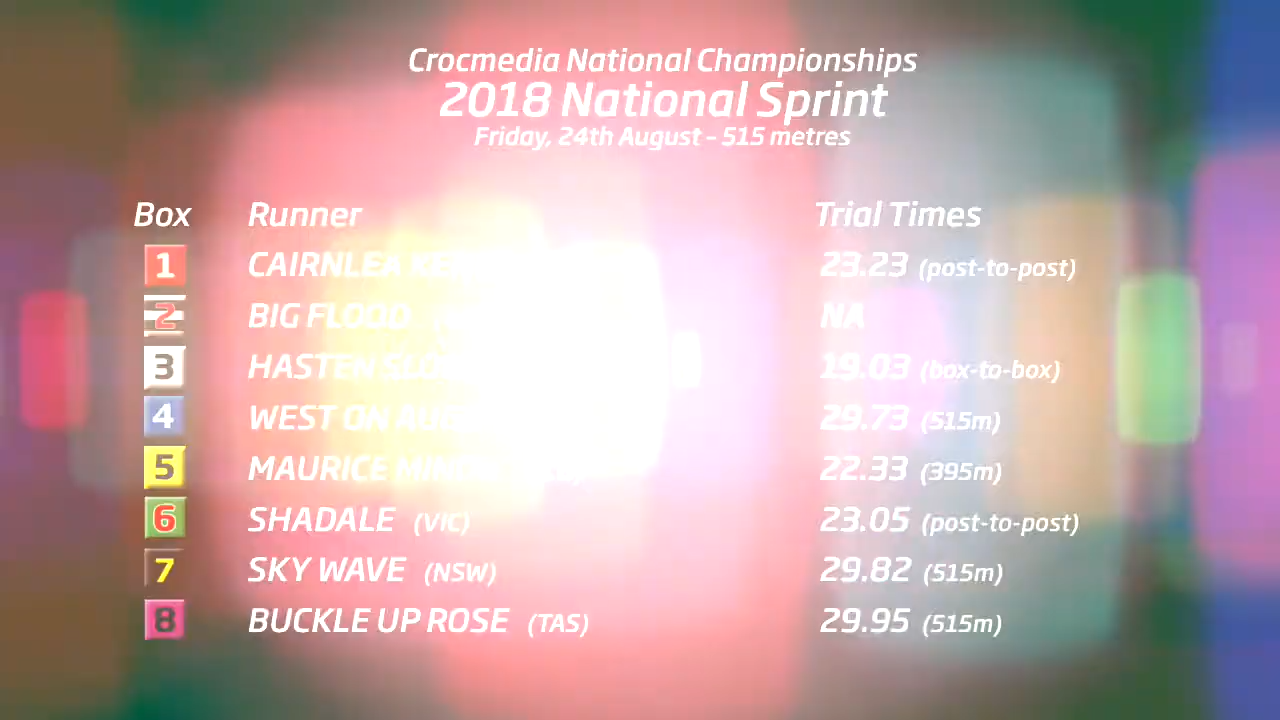 Crocmedia National Championships
2018 National Sprint
Friday, 24th August - 515 metres
Box Runner Trial Times
1 CAIRNLEA 23.23 (post-to-post)
2 BIG FLOOD NA
3 HASTEN 19.03 (box-to-box)
4 WEST ON 29.73 (515m)
5 MAURICE 22.33 (395m)
6 SHADALE (VIC) 23.05 (post-to-post)
7 SKY WAVE (NSW) 29.82 (515m)
8 BUCKLE UP ROSE (TAS) 29.95 (515m)